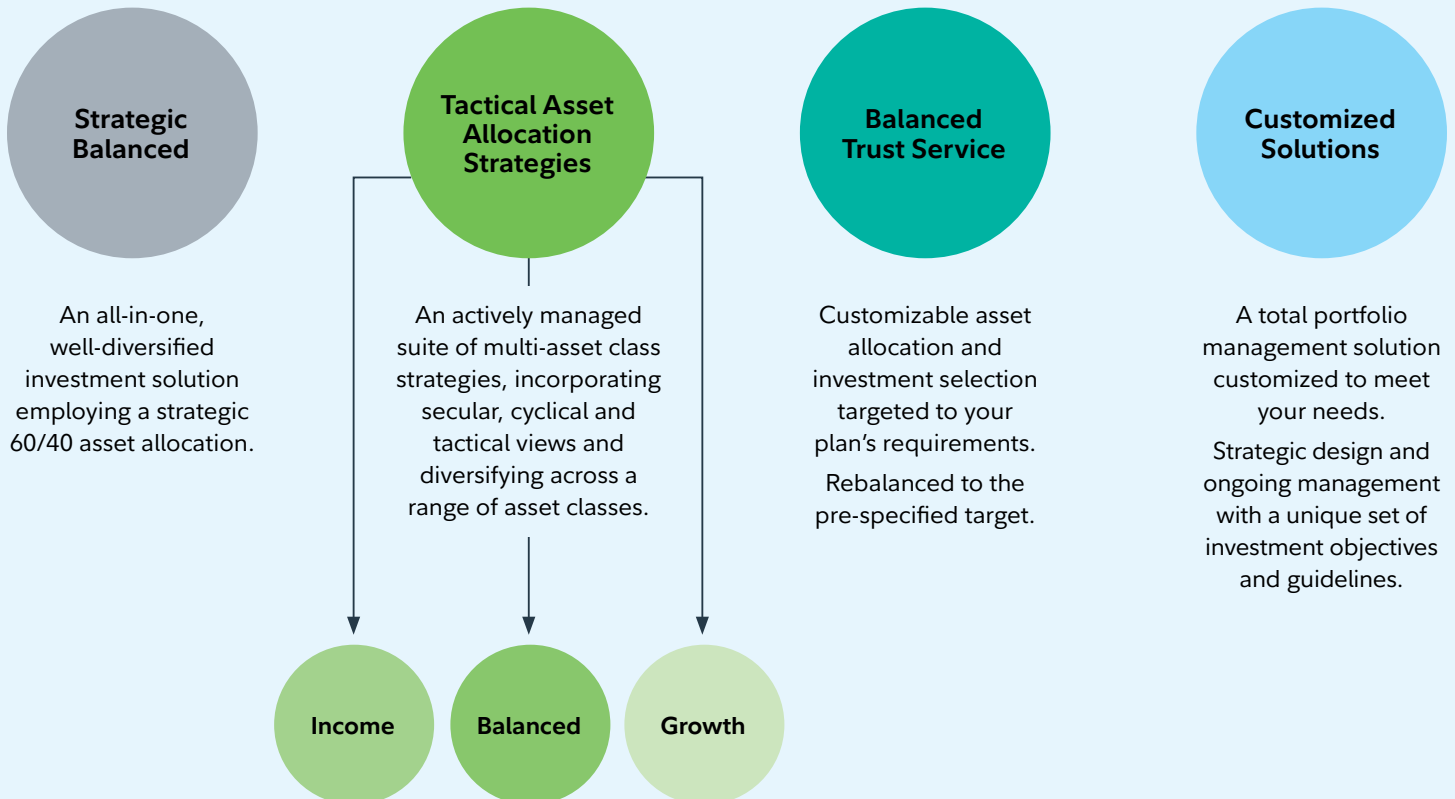 Strategic
Balanced
An all-in-one,
well-diversified
investment solution
employing a strategic
60/40 asset allocation.
Tactical Asset
Allocation
Strategies
An actively managed
suite of multi-asset class
strategies, incorporating
secular, cyclical and
tactical views and
diversifying across a
range of asset classes.
Income
Balanced
Growth
Balanced
Trust Service
Customizable asset
allocation and
investment selection
targeted to your
plan’s requirements.
Rebalanced to the
pre-specified target.
Customized
Solutions
A total portfolio
management solution
customized to meet
your needs.
Strategic design and
ongoing management
with a unique set of
investment objectives
and guidelines.